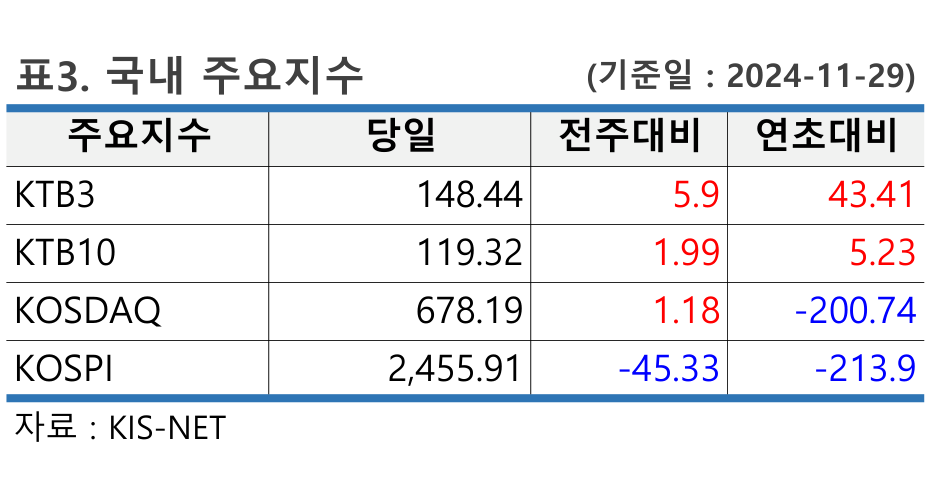 표3. 국내 주요지수 (기준일 : 2024-11-29)
주요지수 당일 전주대비 연초대비
KTB3 148.44 5.9 43.41
KTB10 119.32 1.99 5.23
KOSDAQ 678.19 1.18 -200.74
KOSPI 2,455.91 -45.33 -213.9
자료 : KIS-NET